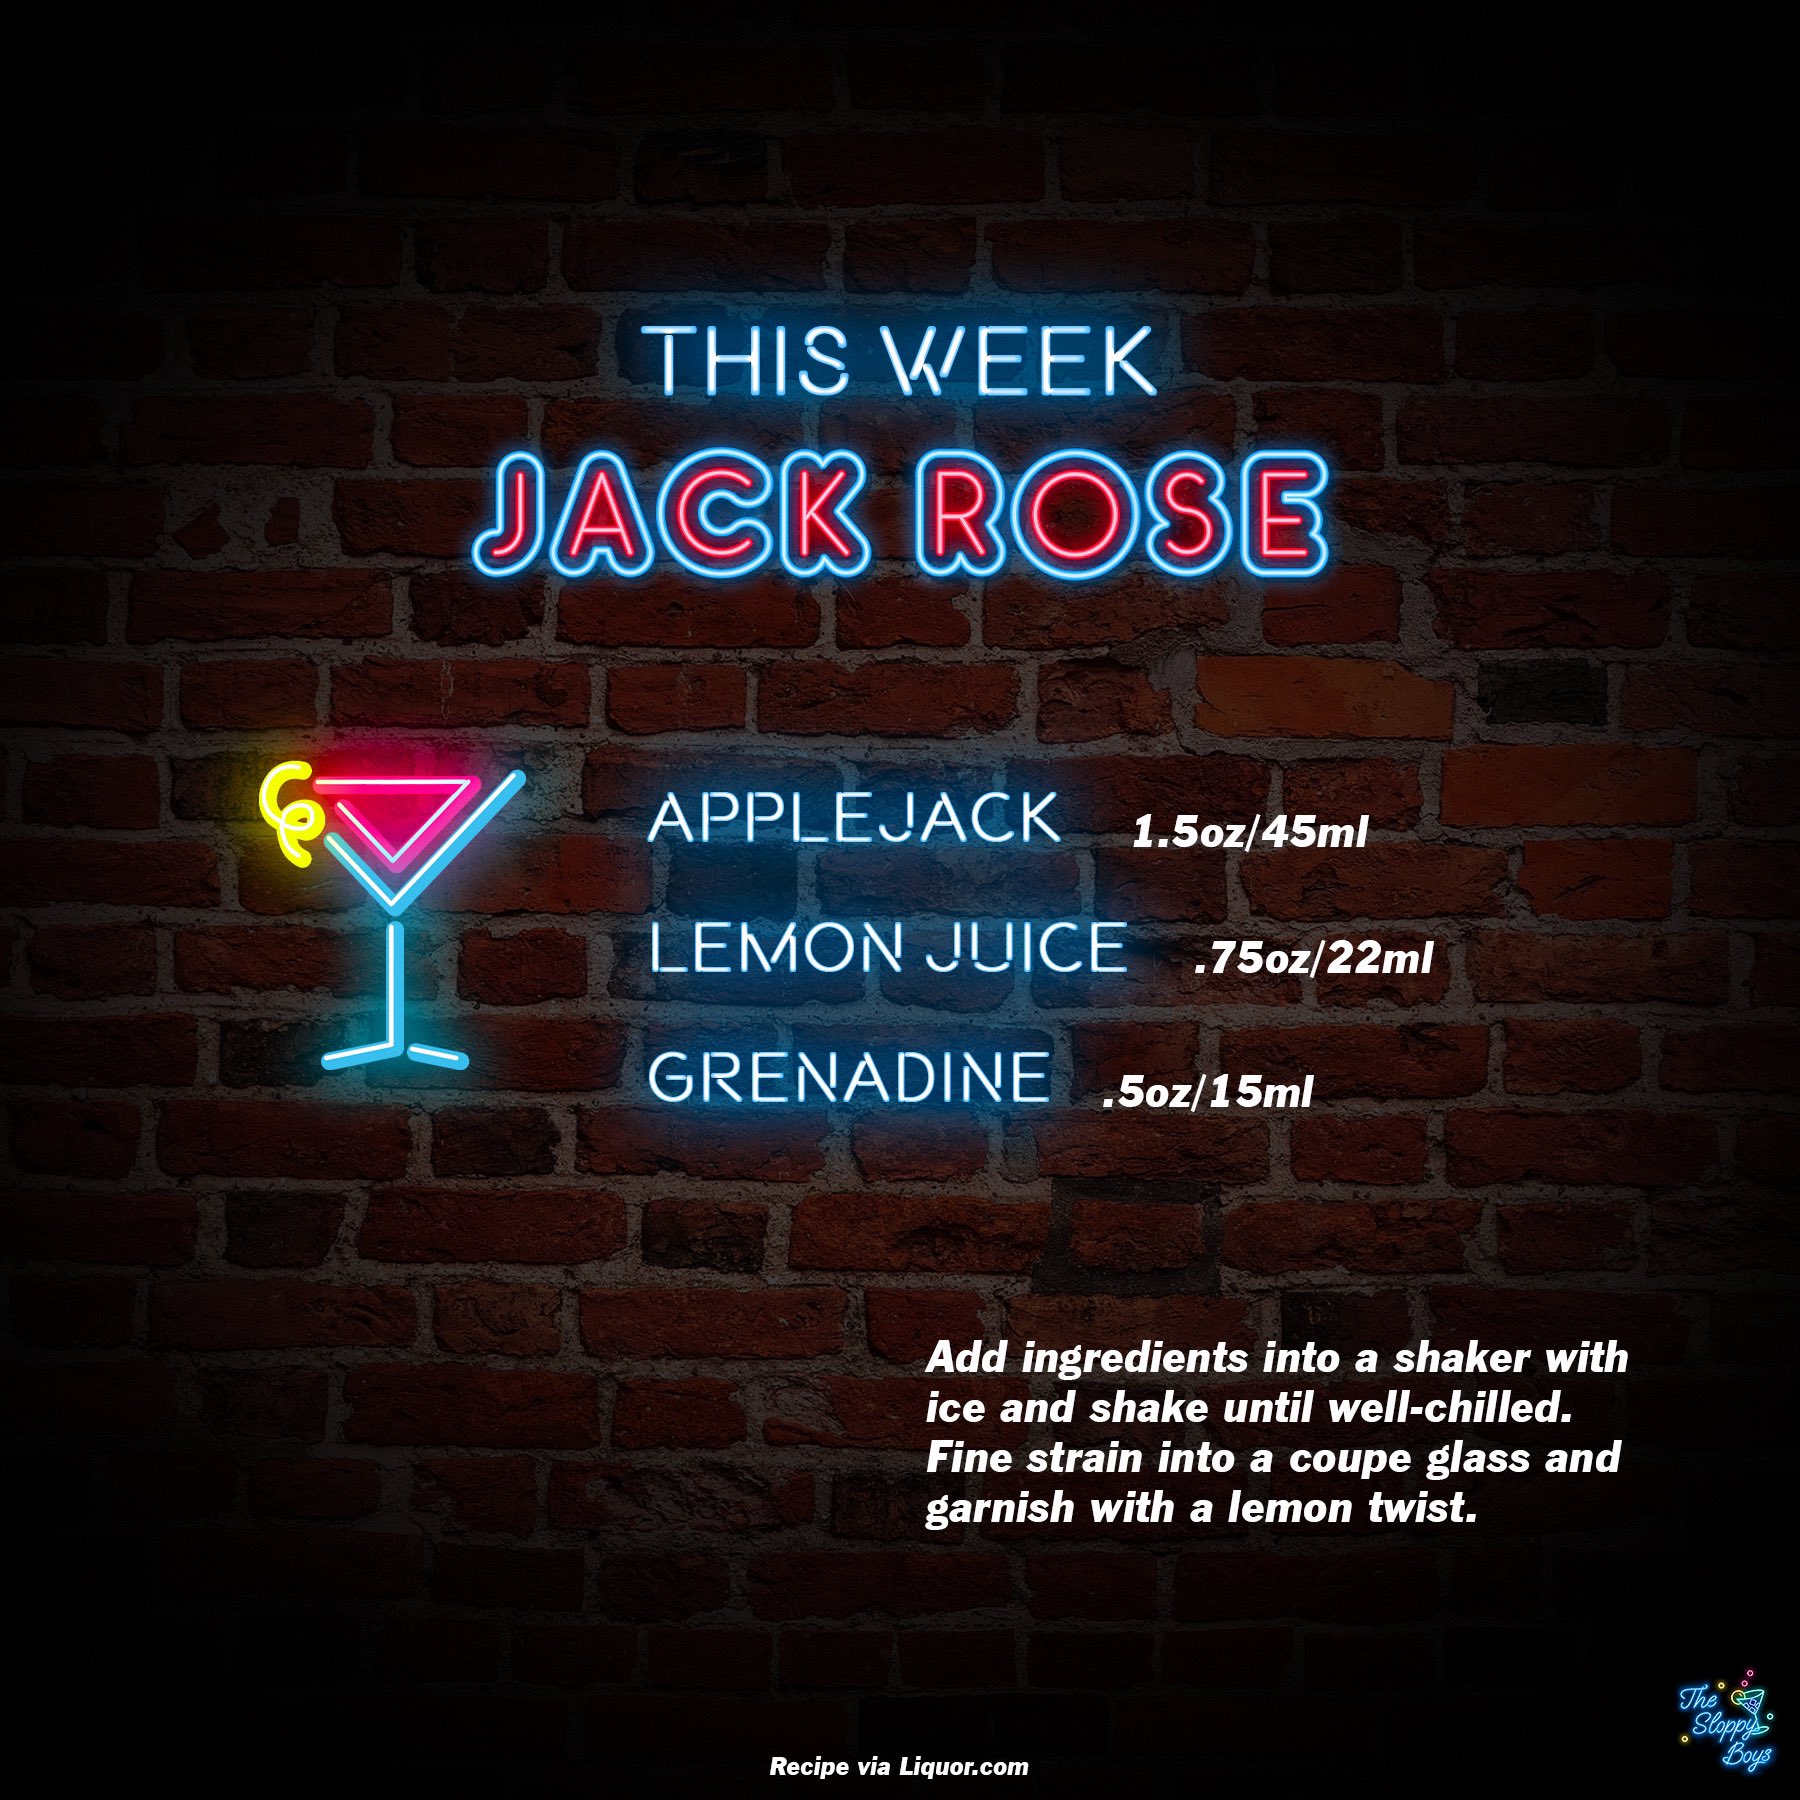 THIS WEEK
JACK ROSE
APPLEJACK 1.5oz/45ml
LEMON JUICE .75oz/22ml
GRENADINE .5oz/15ml
Add ingredients into a shaker with
ice and shake until well-chilled.
Fine strain into a coupe glass and
garnish with a lemon twist.
The
Sloppy
Boys
Recipe via Liquor.com